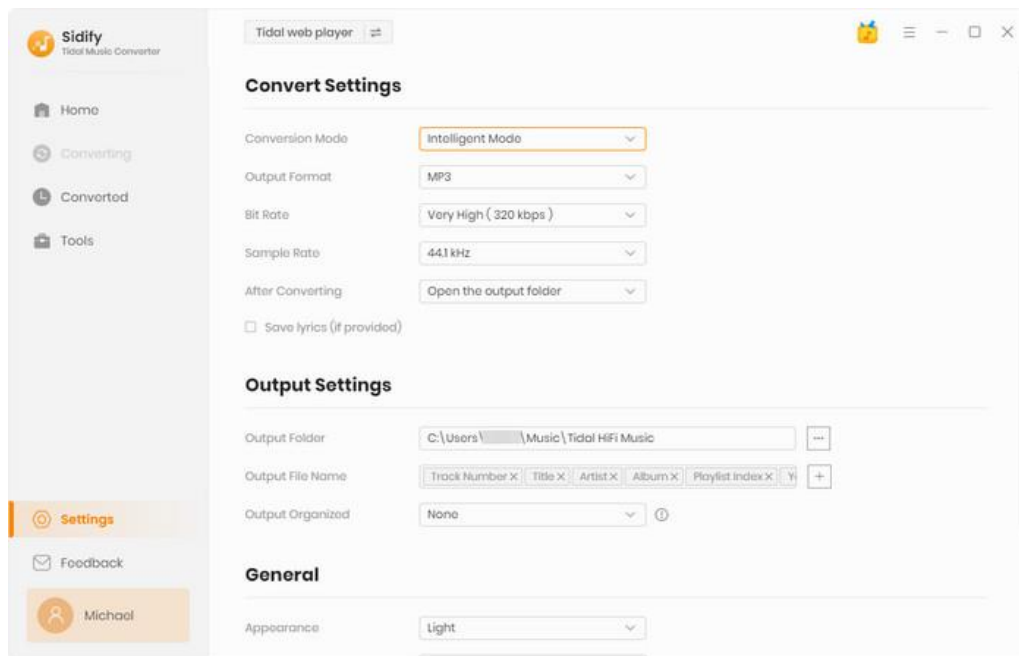 Sidify
Tidal Music Converter
Tidal web player
Home
Converting
Converted
Tools
Settings
Feedback
Michael
Convert Settings
Conversion Mode Intelligent Mode
Output Format MP3
Bit Rate Very High ( 320 kbps )
Sample Rate 44.1 kHz
After Converting Open the output folder
Save lyrics (if provided)
Output Settings
Output Folder C:\Users\ \Music\Tidal HiFi Music
Output File Name Track Number X Title X Artist X Album X Playlist Index X
Output Organized None
General
Appearance Light